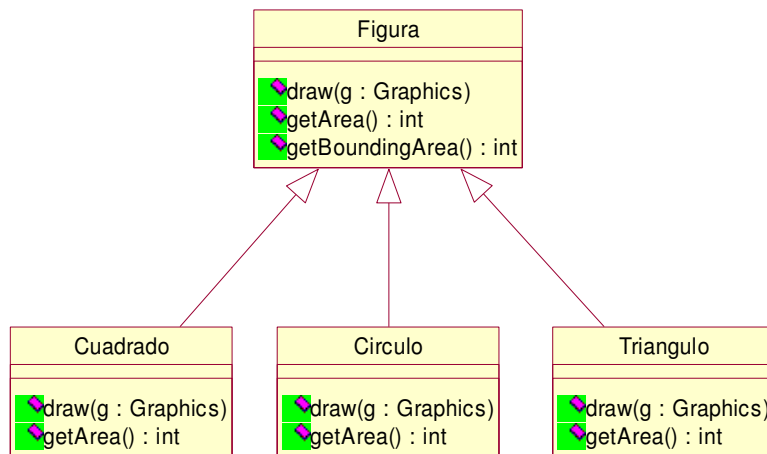 Figura
draw(g : Graphics)
getArea() : int
getBoundingArea() : int
Cuadrado
draw(g : Graphics)
getArea() : int
Circulo
draw(g : Graphics)
getArea() : int
Triangulo
draw(g : Graphics)
getArea() : int